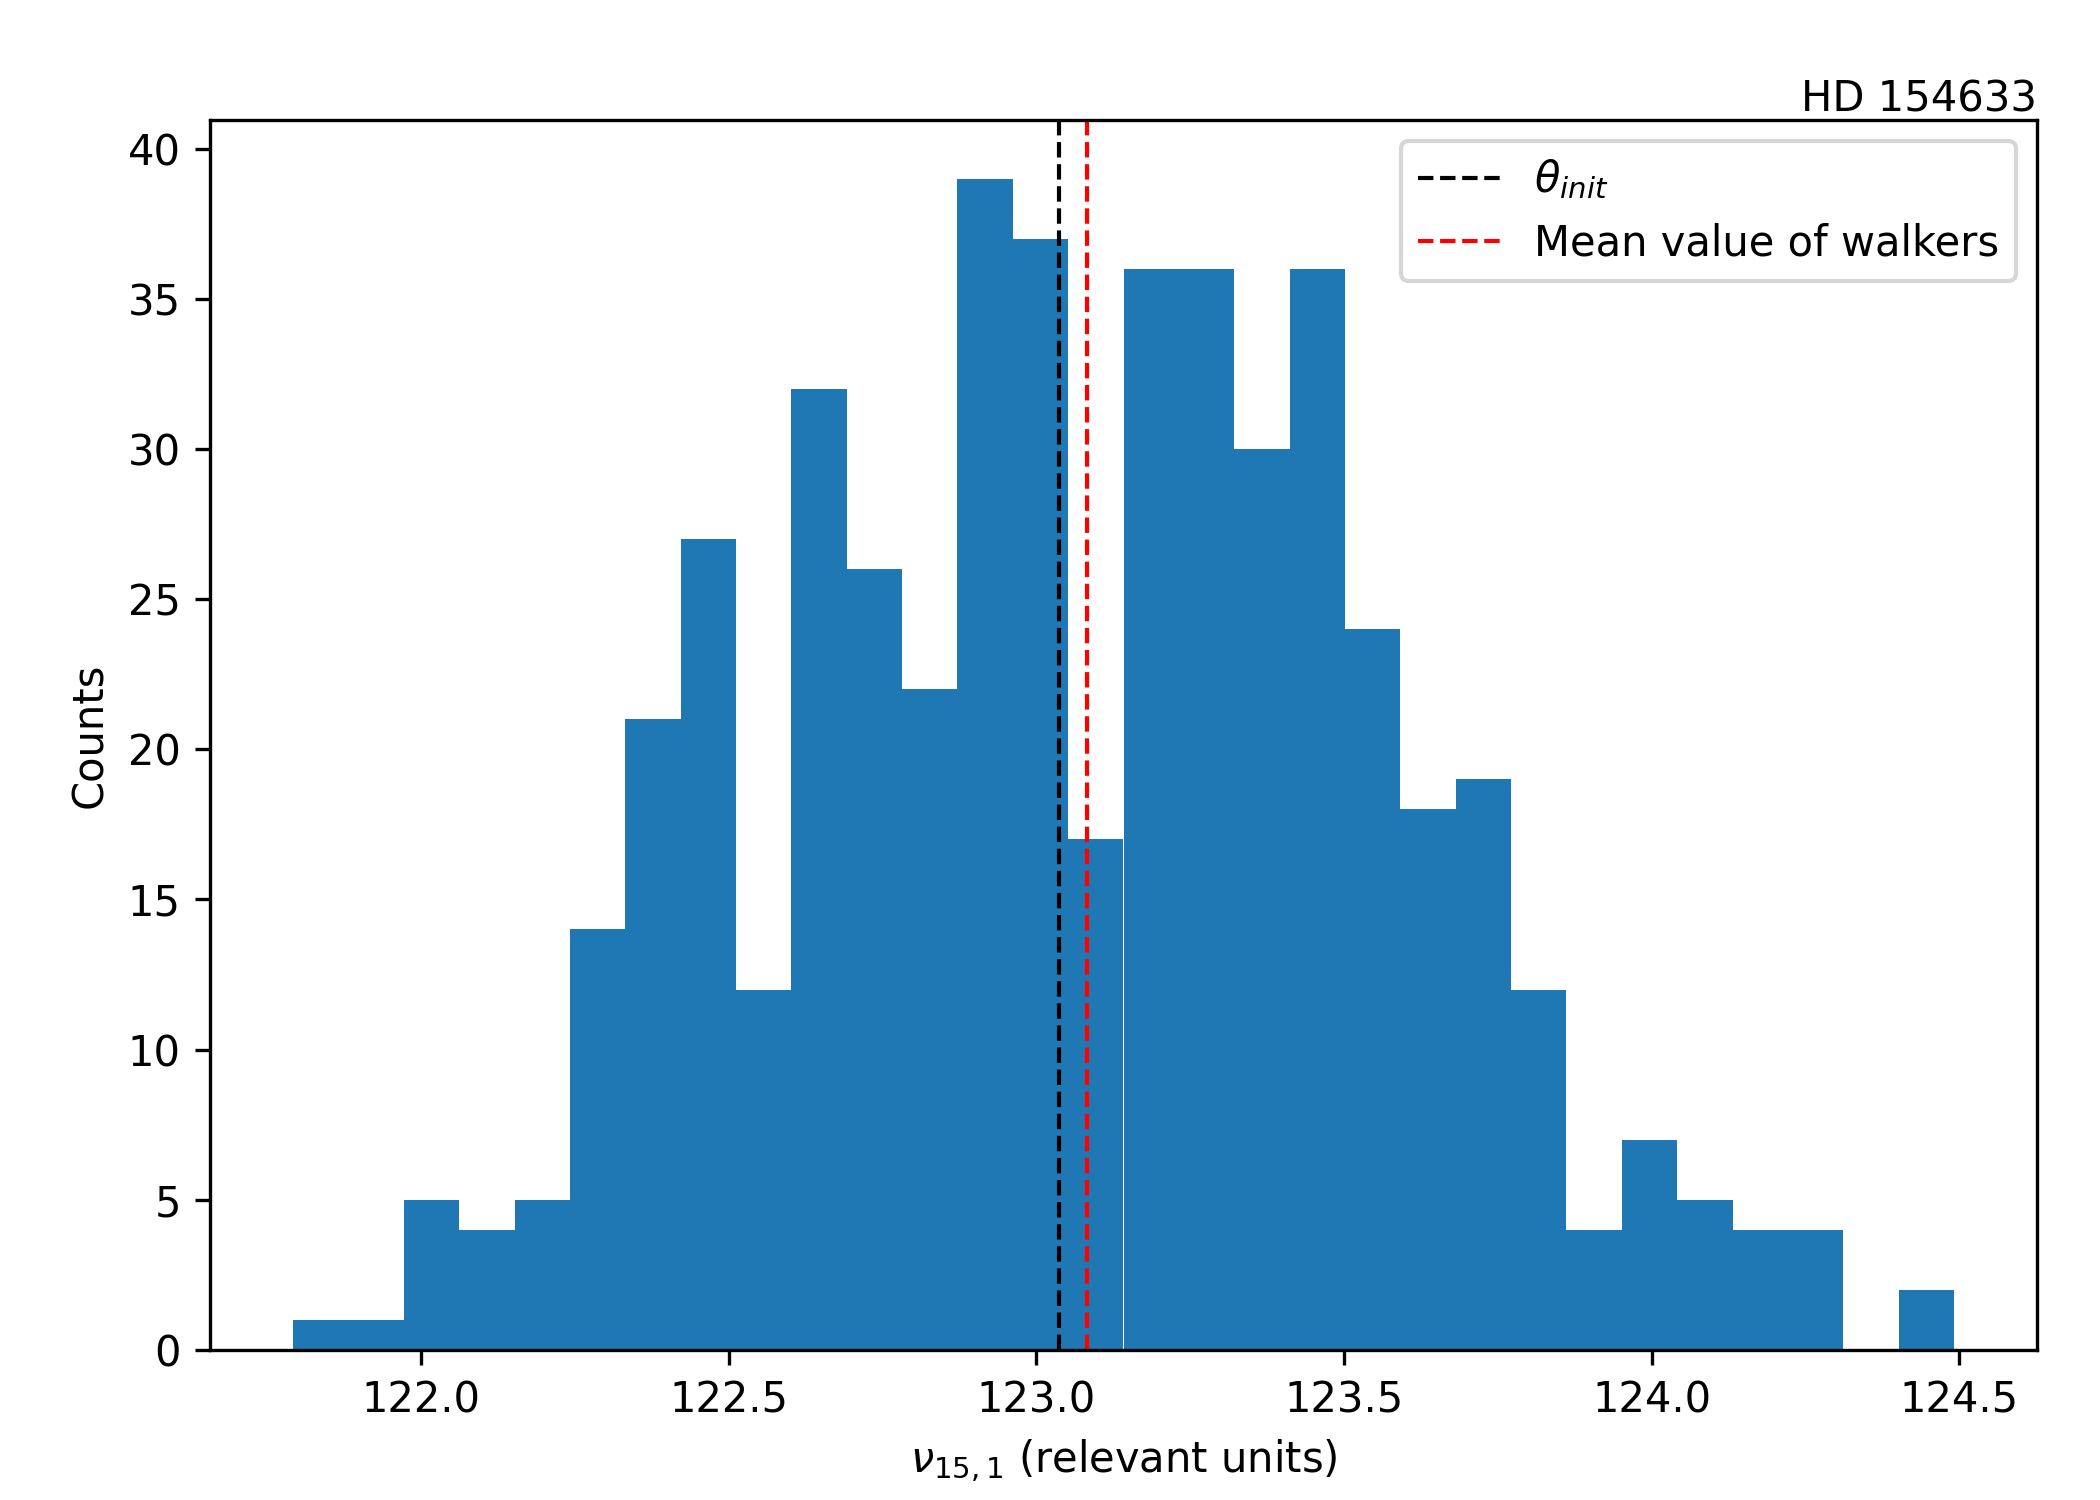 HD 154633
θinit
Mean value of walkers
40
35
30
25
20
15
10
5
0
Counts
122.0 122.5 123.0 123.5 124.0 124.5
ν15, 1 (relevant units)